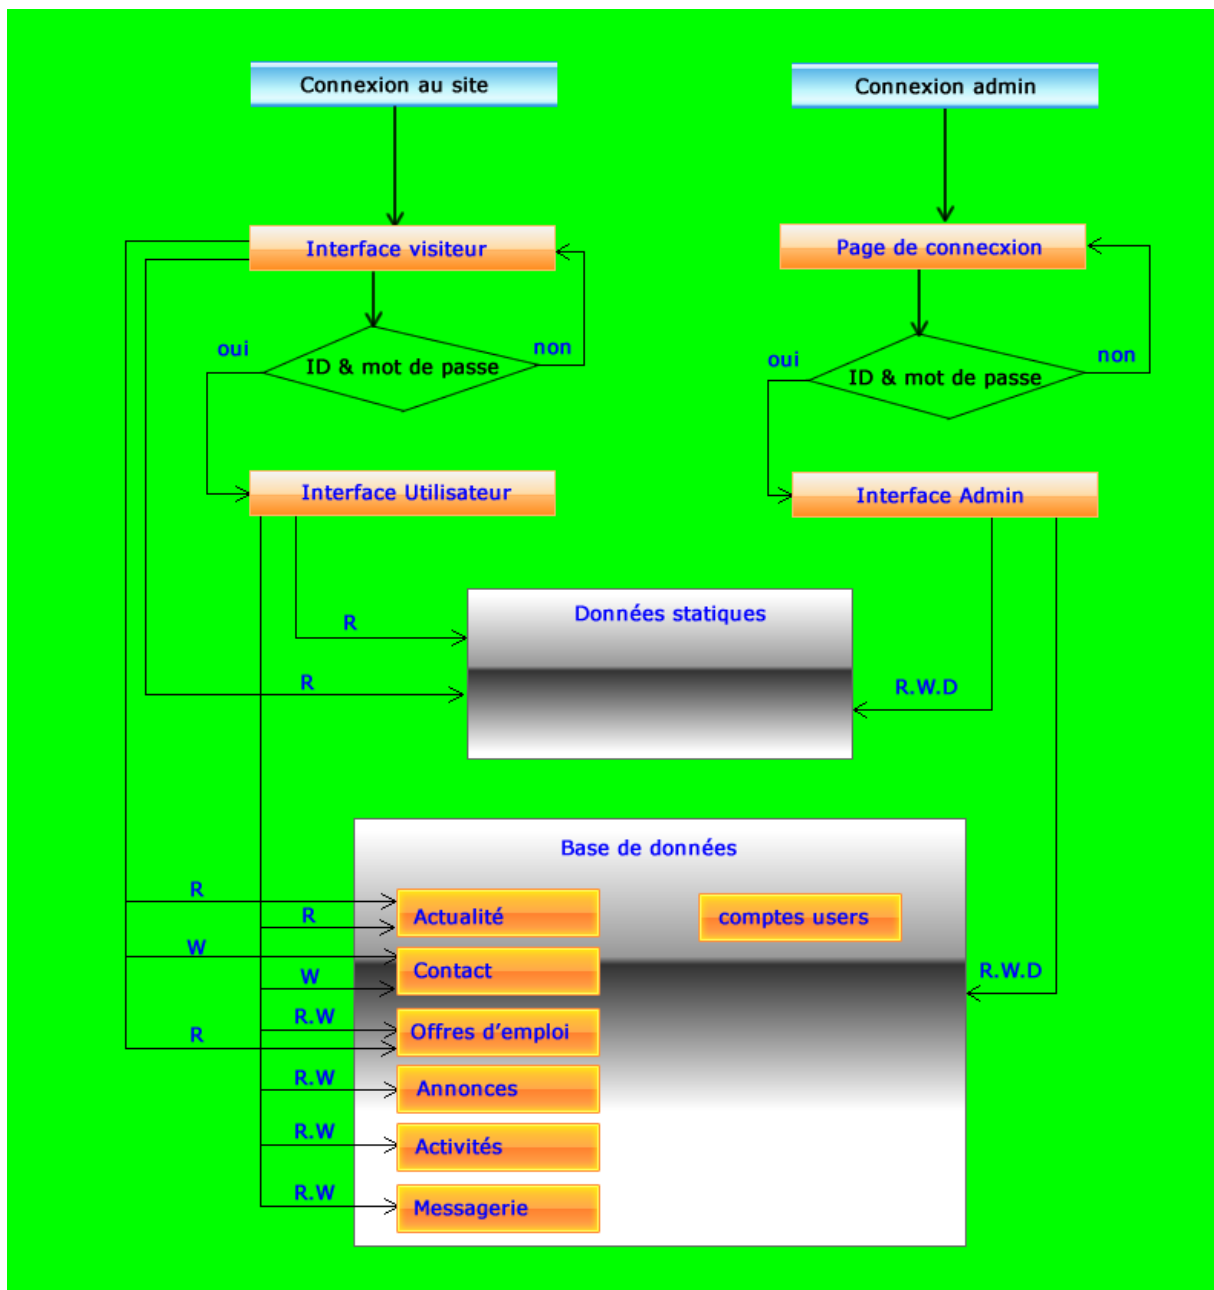 Connexion au site
Connexion admin
Interface visiteur
Page de connecxion
oui
ID & mot de passe
non
oui
ID & mot de passe
non
Interface Utilisateur
Interface Admin
Données statiques
R
R
R.W.D
Base de données
R
Actualité
comptes users
R
W
Contact
W
R.W.D
R.W
Offres d'emploi
R
R.W
Annonces
R.W
Activités
R.W
Messagerie